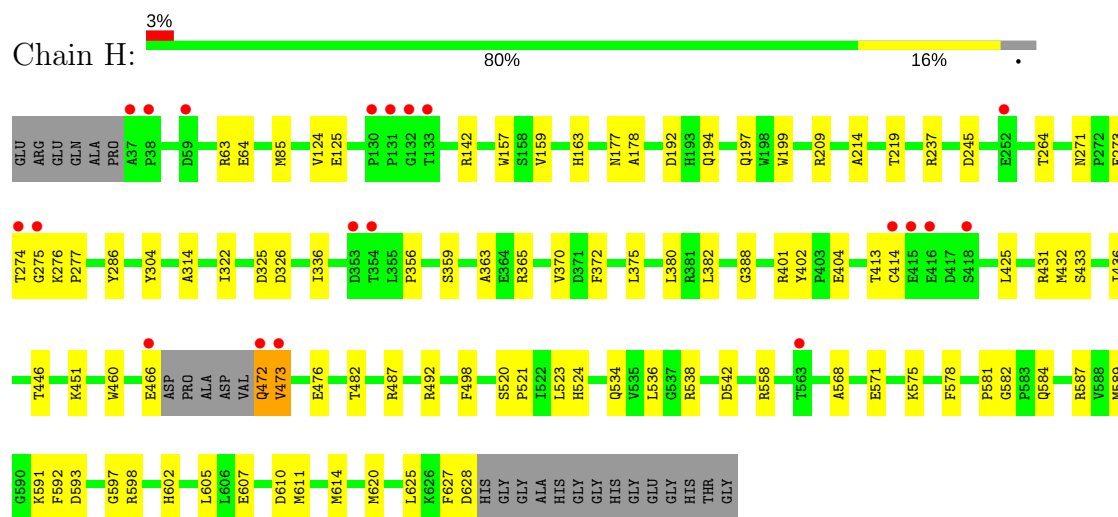 3%
Chain H:
80% 16% •
GLU ARG GLU GLN ALA PRO A37 P38 D59 R63 E64 M85 V124 E125 P130 P131 G132 T133 R142 W157 S158 V159 H163 N177 A178 D192 H193 Q194 Q197 W198 W199 R209 A214 T219 R237 D245 E252 T264 N271 P272
T274 G275 K276 P277 Y286 Y304 A314 I322 D325 D326 I336 D353 T354 L355 P356 S359 A363 E364 R365 V370 D371 F372 L375 L380 R381 L382 G388 R401 Y402 P403 E404 T413 C414 E415 E416 D417 S418 L425 R431 M432 S433
T446 K451 W460 E466 ASP PRO ALA ASP VAL Q472 V473 E476 T482 R487 R492 F498 S520 P521 I522 L523 H524 Q534 V535 L536 G537 R538 D542 R558 T563 A568 E571 K575 F578 P581 G582 P583 Q584 R587 V588 M589
G590 K591 F592 D593 G597 R598 H602 L605 L606 E607 D610 M611 M614 M620 L625 K626 F627 D628 HIS GLY GLY ALA HIS GLY GLY HIS GLY GLU GLY HIS THR GLY